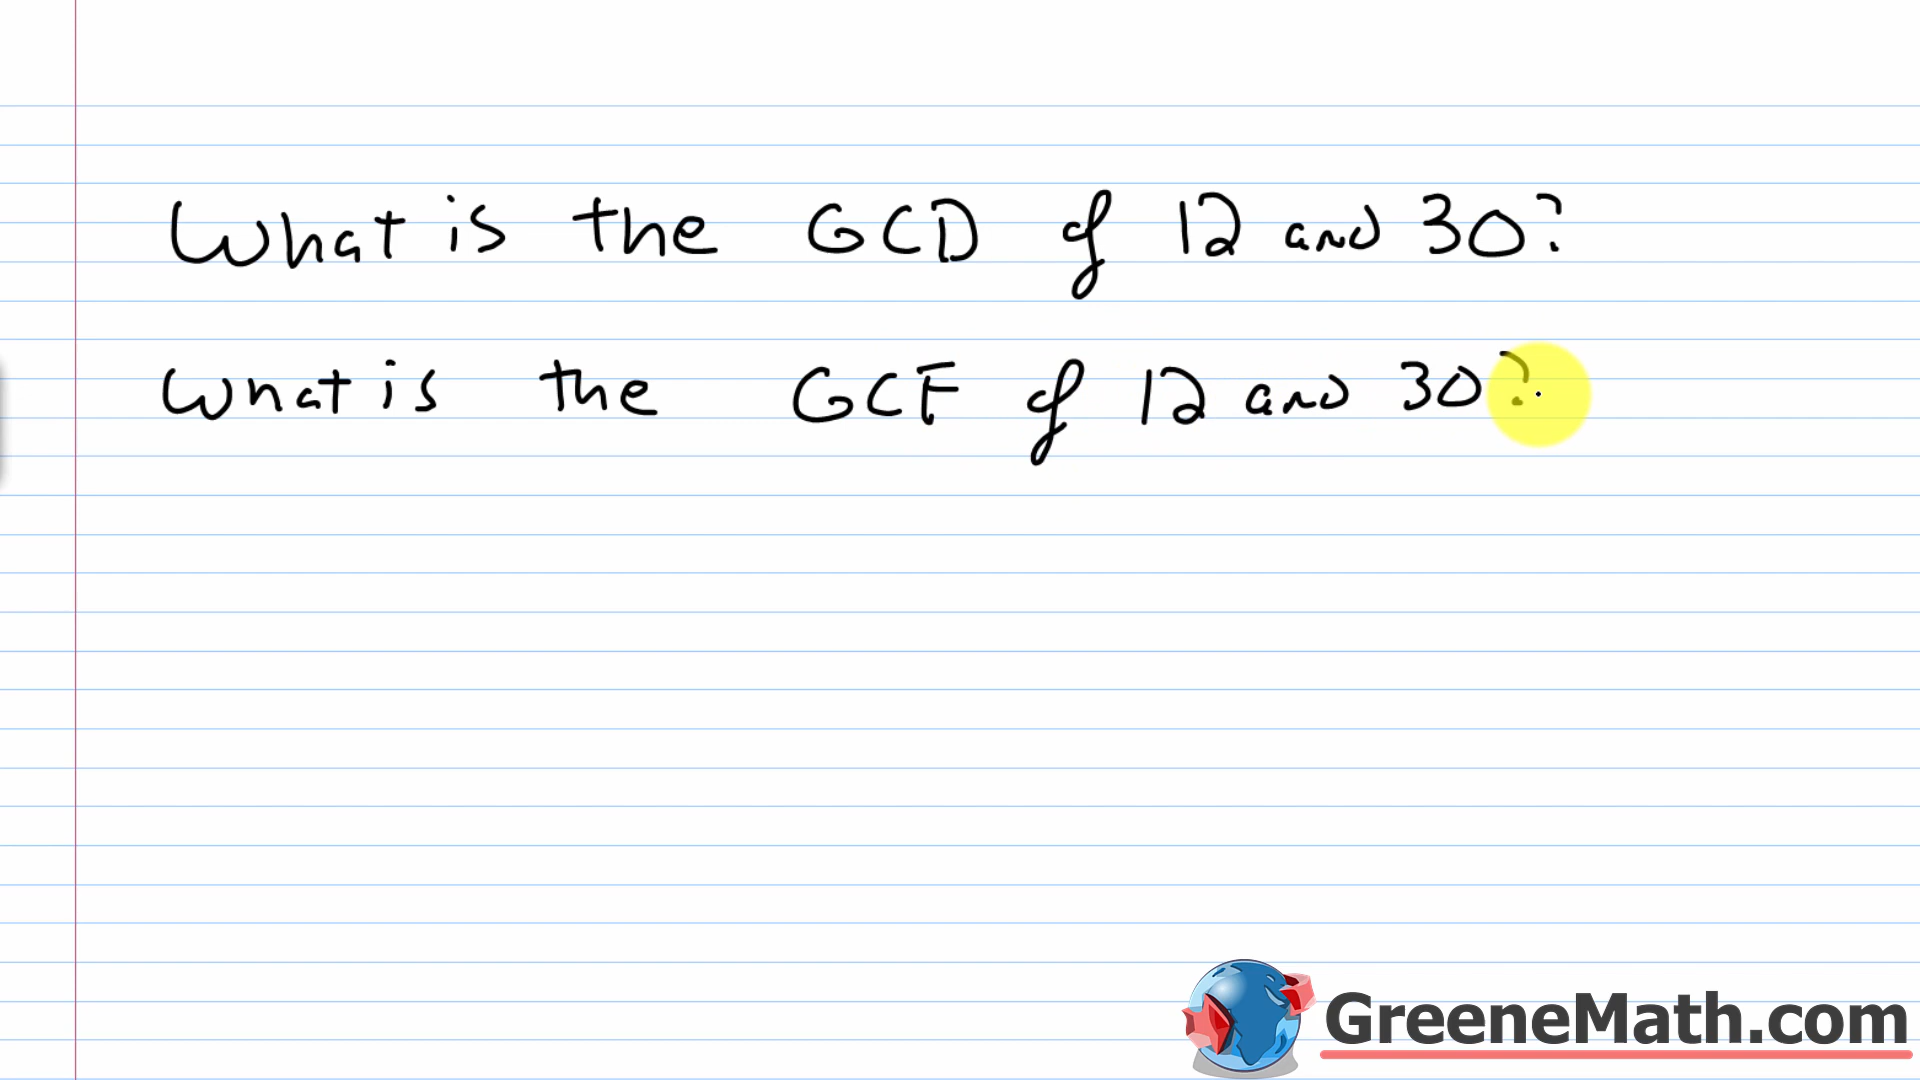 What is the GCD of 12 and 30?
What is the GCF of 12 and 30?
GreeneMath.com